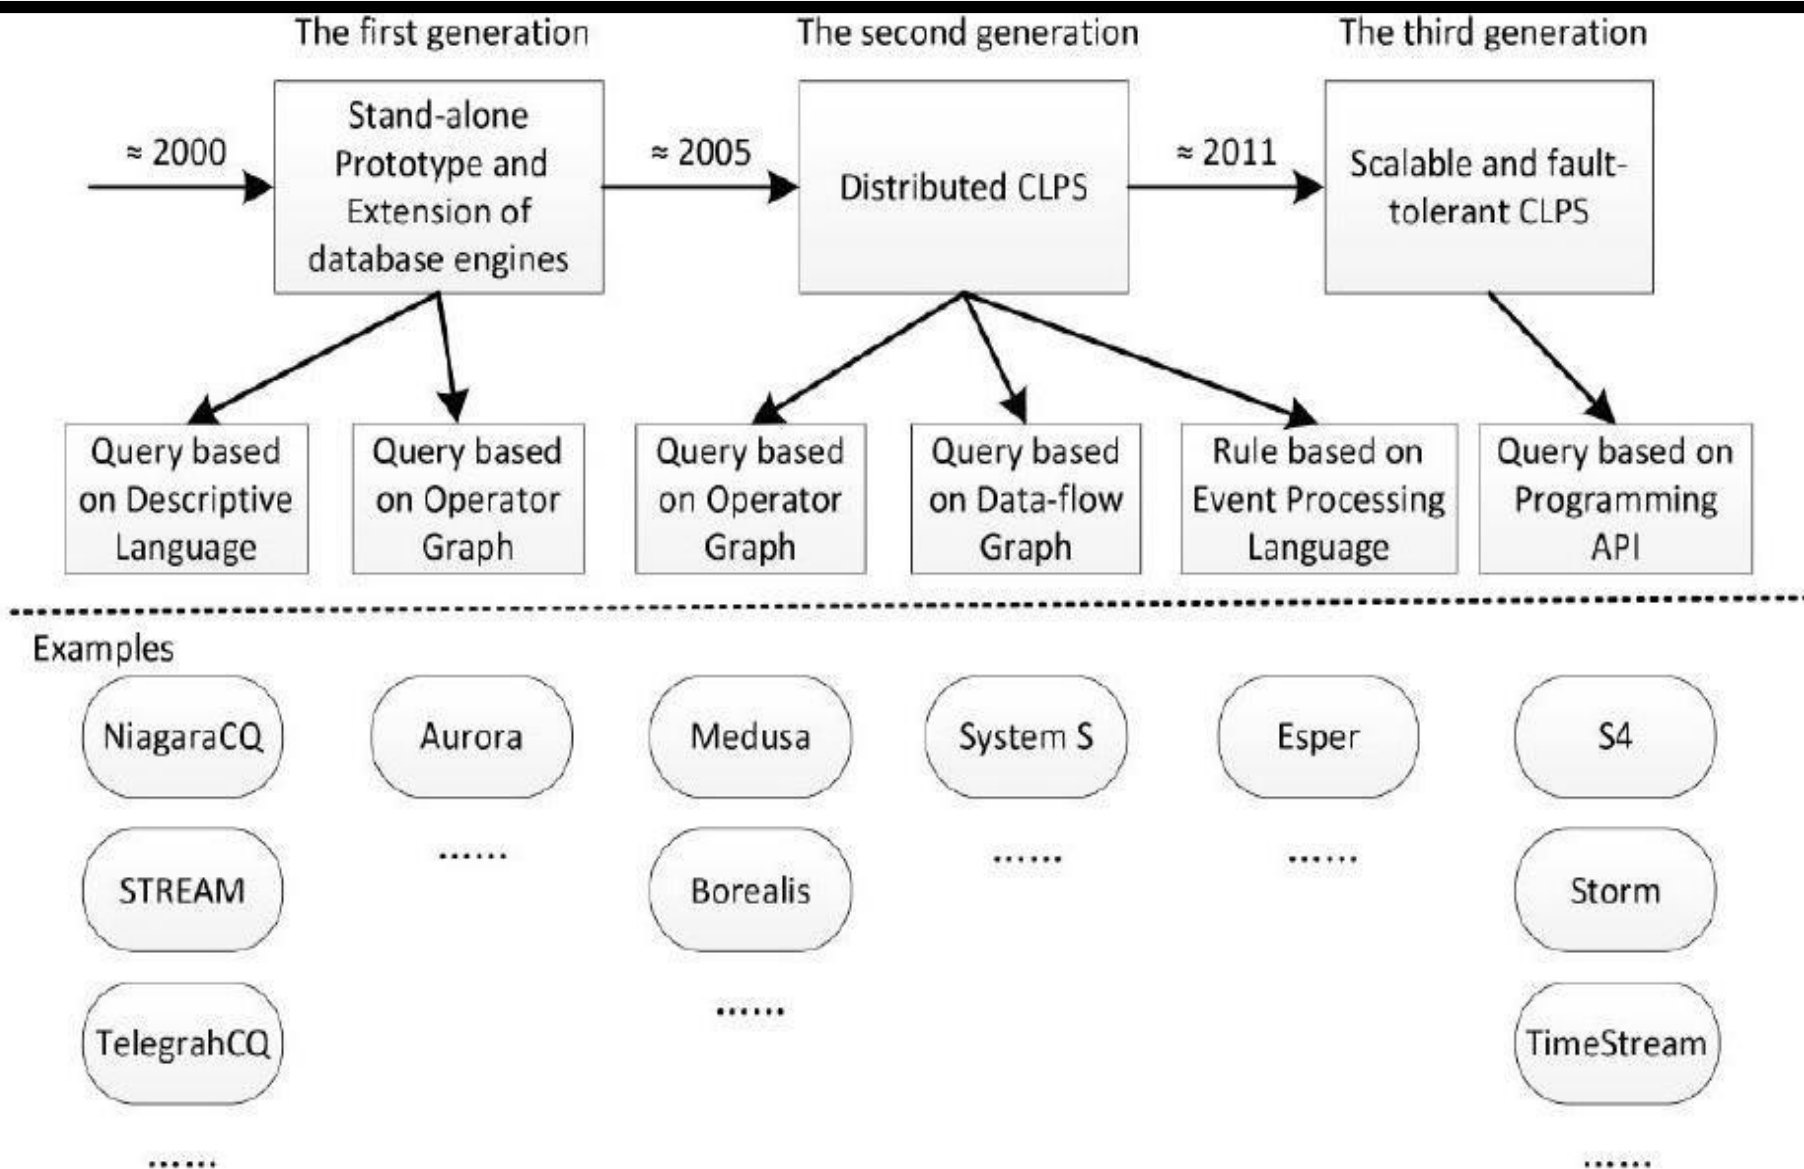 The first generation
The second generation
The third generation
≈ 2000
Stand-alone
Prototype and
Extension of
database engines
≈ 2005
Distributed CLPS
≈ 2011
Scalable and fault-
tolerant CLPS
Query based
on Descriptive
Language
Query based
on Operator
Graph
Query based
on Operator
Graph
Query based
on Data-flow
Graph
Rule based on
Event Processing
Language
Query based on
Programming
API
Examples
NiagaraCQ
Aurora
Medusa
System S
Esper
S4
STREAM
......
Borealis
......
......
Storm
TelegrahCQ
......
TimeStream
......
......